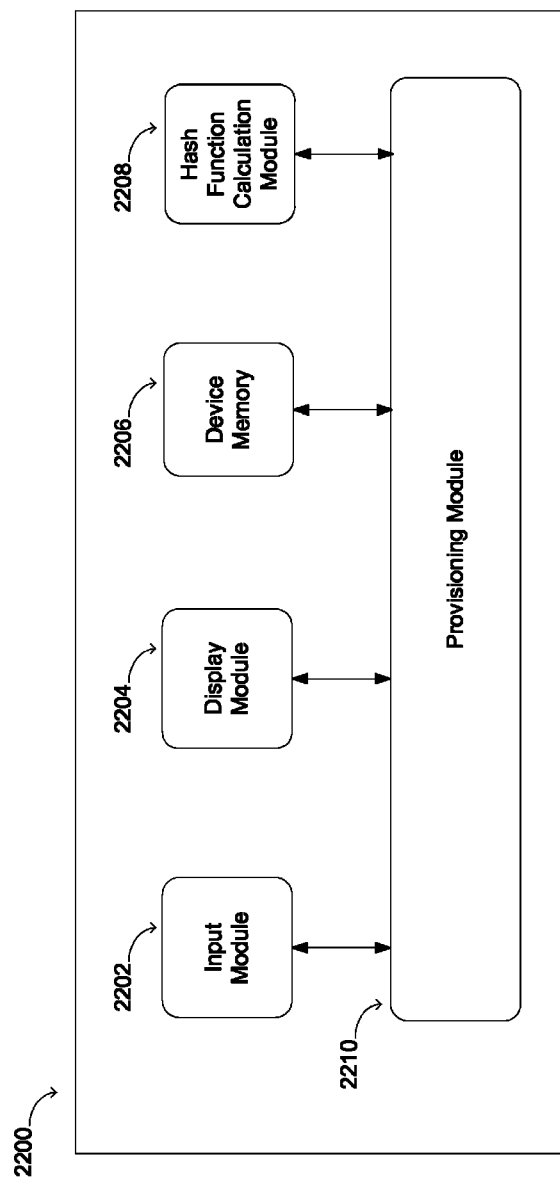 2200
2202
Input
Module
2204
Display
Module
2206
Device
Memory
2208
Hash
Function
Calculation
Module
2210
Provisioning Module